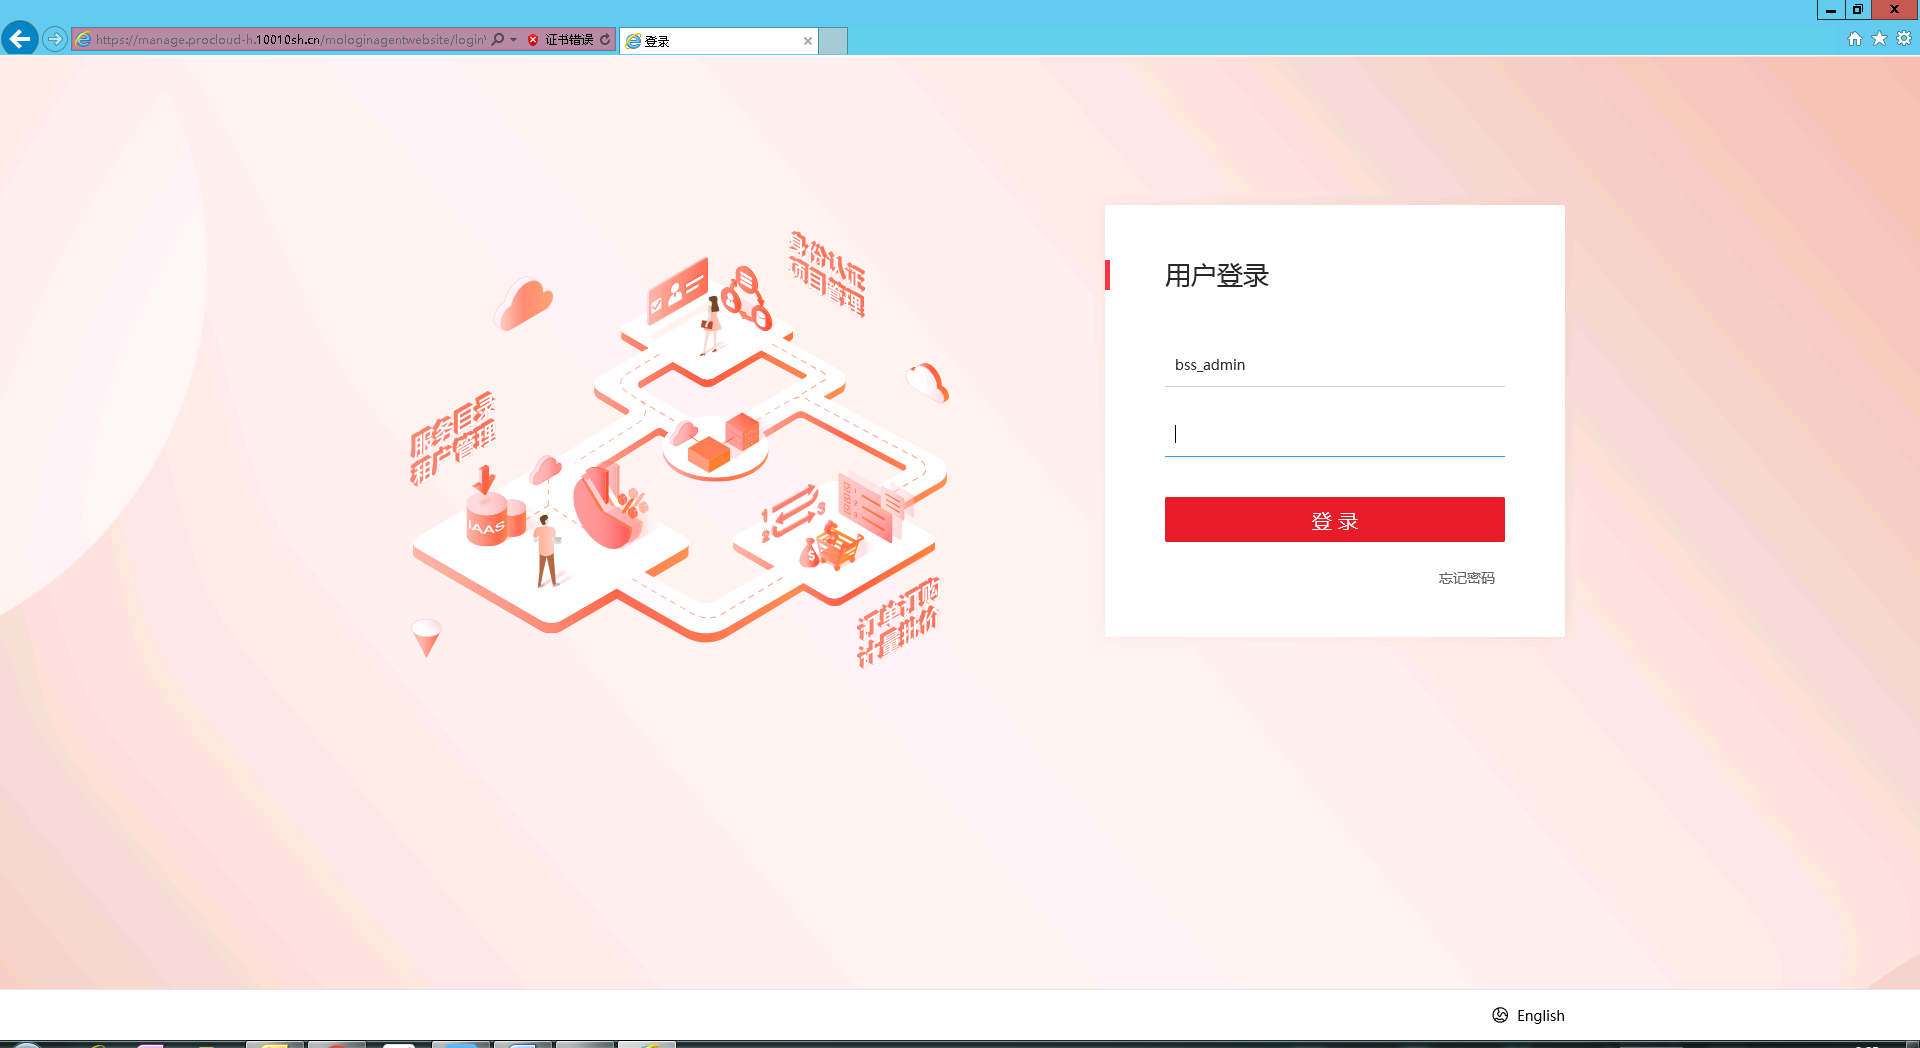 https://manage.procloud-h.10010sh.cn/mologinagentwebsite/login
证书错误
登录
身份认证
项目管理
用户登录
bss_admin
服务目录
租户管理
IAAS
登 录
忘记密码
订单订购
计量批价
English